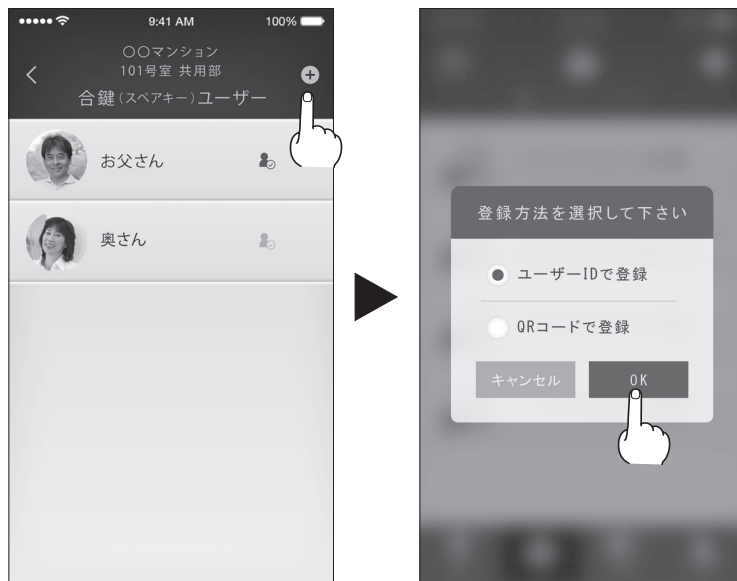 9:41 AM
100%
〇〇マンション
101号室 共用部
合鍵(スペアキー)ユーザー
お父さん
奥さん
登録方法を選択して下さい
ユーザーIDで登録
QRコードで登録
キャンセル
OK